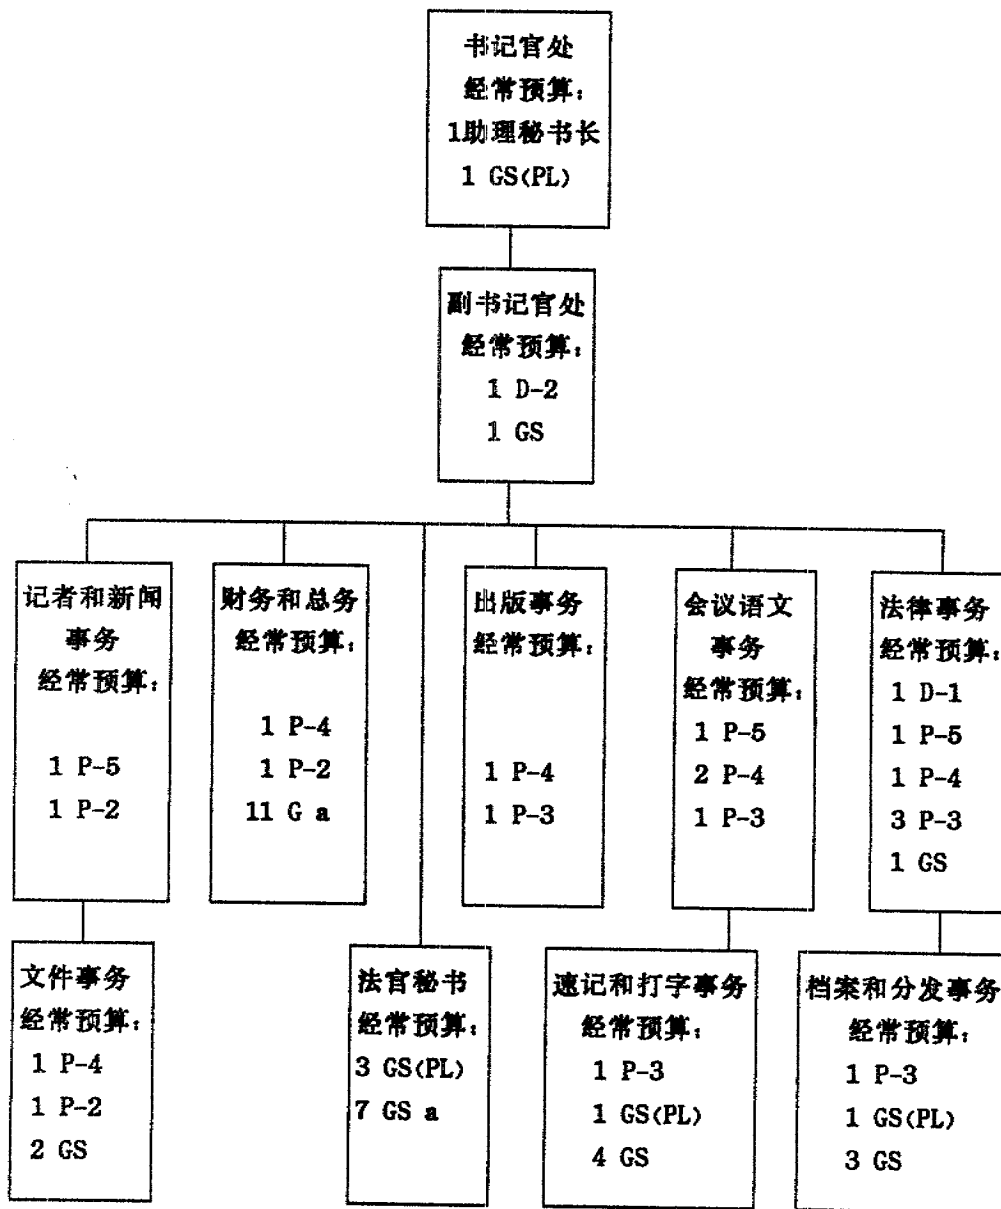 书记官处
经常预算：
1助理秘书长
1 GS(PL)
副书记官处
经常预算：
1 D-2
1 GS
记者和新闻
事务
经常预算：
1 P-5
1 P-2
财务和总务
经常预算：
1 P-4
1 P-2
11 G a
出版事务
经常预算：
1 P-4
1 P-3
会议语文
事务
经常预算：
1 P-5
2 P-4
1 P-3
法律事务
经常预算：
1 D-1
1 P-5
1 P-4
3 P-3
1 GS
文件事务
经常预算：
1 P-4
1 P-2
2 GS
法官秘书
经常预算：
3 GS(PL)
7 GS a
速记和打字事务
经常预算：
1 P-3
1 GS(PL)
4 GS
档案和分发事务
经常预算：
1 P-3
1 GS(PL)
3 GS